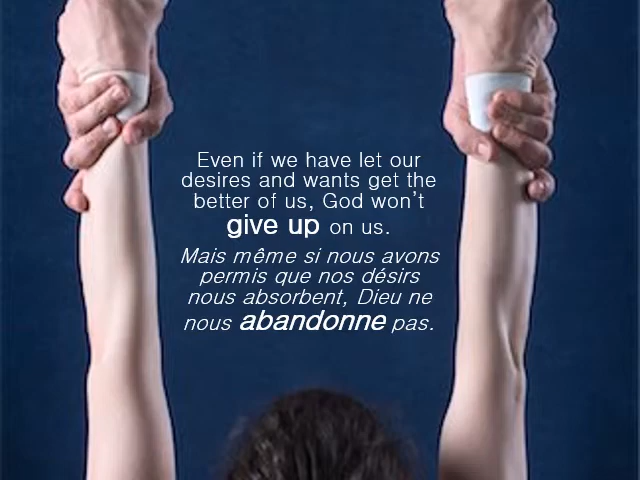 Even if we have let our
desires and wants get the
better of us, God won't
give up on us.
Mais même si nous avons
permis que nos désirs
nous absorbent, Dieu ne
nous abandonne pas.